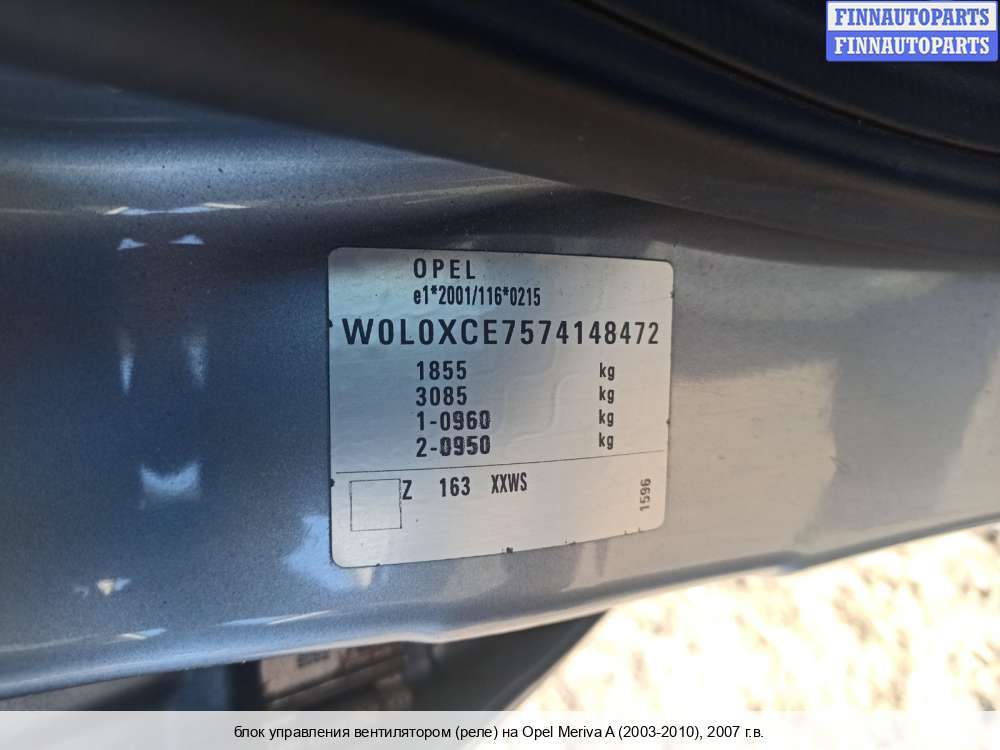 FINNAUTOPARTS
FINNAUTOPARTS
OPEL
e1*2001/116*0215
W0L0XCE7574148472
1855 kg
3085 kg
1-0960 kg
2-0950 kg
Z 163 XXWS
1596
блок управления вентилятором (реле) на Opel Meriva A (2003-2010), 2007 г.в.